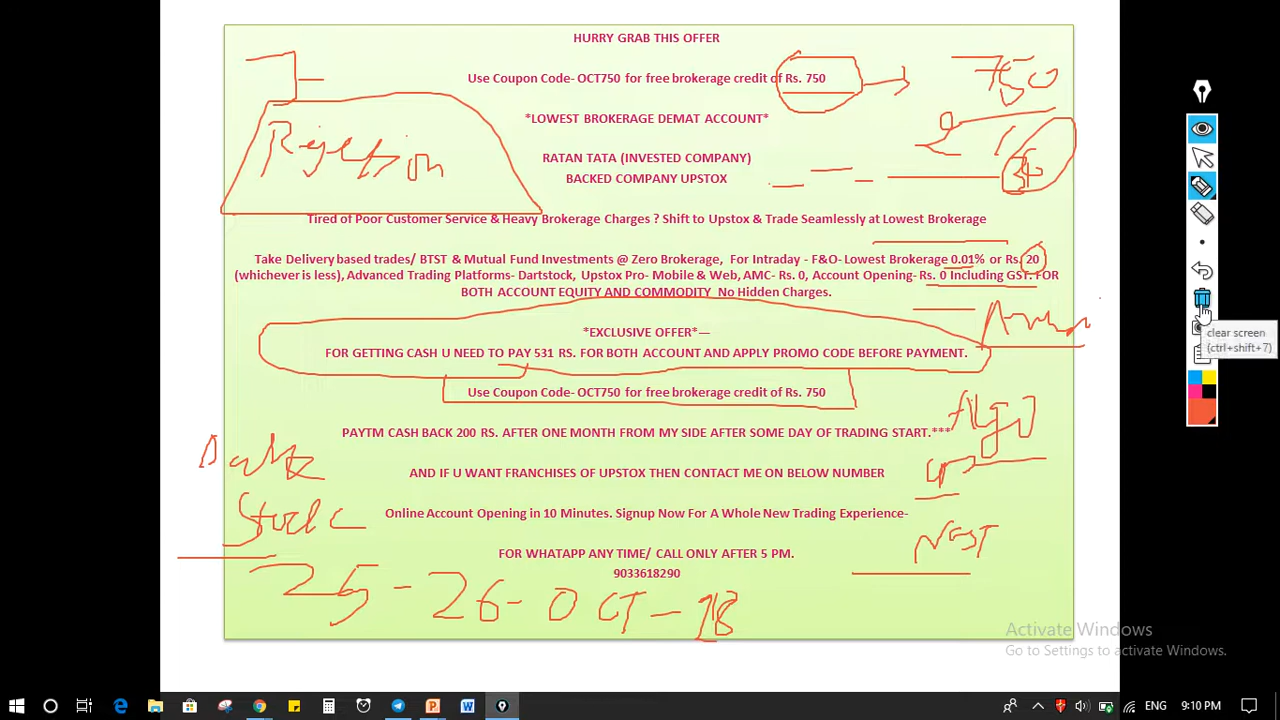 HURRY GRAB THIS OFFER
Use Coupon Code- OCT750 for free brokerage credit of Rs. 750
750
*LOWEST BROKERAGE DEMAT ACCOUNT*
Rejection
RATAN TATA (INVESTED COMPANY)
BACKED COMPANY UPSTOX
Tired of Poor Customer Service & Heavy Brokerage Charges ? Shift to Upstox & Trade Seamlessly at Lowest Brokerage
Take Delivery based trades/ BTST & Mutual Fund Investments @ Zero Brokerage, For Intraday - F&O- Lowest Brokerage 0.01% or Rs. 20
(whichever is less), Advanced Trading Platforms- Dartstock, Upstox Pro- Mobile & Web, AMC- Rs. 0, Account Opening- Rs. 0 Including GST. FOR
BOTH ACCOUNT EQUITY AND COMMODITY No Hidden Charges.
*EXCLUSIVE OFFER*—
clear screen
(ctrl+shift+7)
FOR GETTING CASH U NEED TO PAY 531 RS. FOR BOTH ACCOUNT AND APPLY PROMO CODE BEFORE PAYMENT.
Use Coupon Code- OCT750 for free brokerage credit of Rs. 750
Algo
PAYTM CASH BACK 200 RS. AFTER ONE MONTH FROM MY SIDE AFTER SOME DAY OF TRADING START.***
AND IF U WANT FRANCHISES OF UPSTOX THEN CONTACT ME ON BELOW NUMBER
Online Account Opening in 10 Minutes. Signup Now For A Whole New Trading Experience-
Stock
NEST
FOR WHATAPP ANY TIME/ CALL ONLY AFTER 5 PM.
9033618290
25-26-OCT-18
Activate Windows
Go to Settings to activate Windows.
ENG 9:10 PM